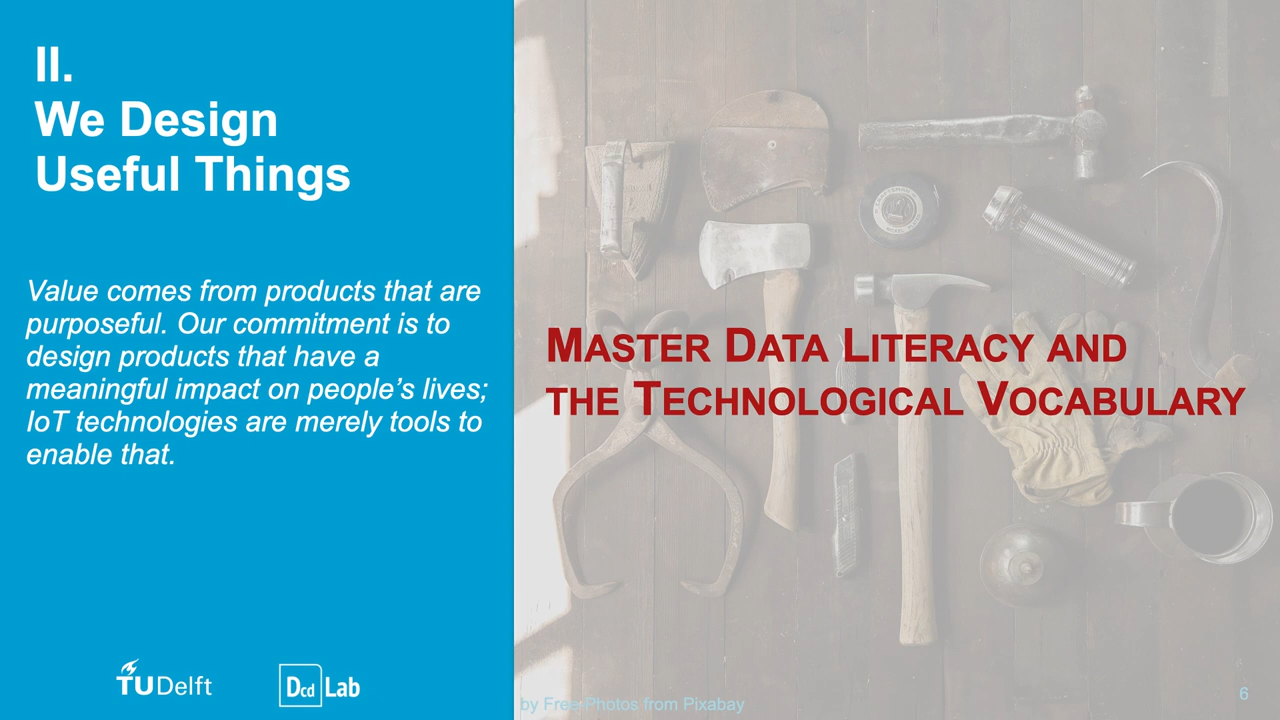 II.
We Design
Useful Things
Value comes from products that are
purposeful. Our commitment is to
design products that have a
meaningful impact on people's lives;
IoT technologies are merely tools to
enable that.
MASTER DATA LITERACY AND
THE TECHNOLOGICAL VOCABULARY
TUDelft
Dcd Lab
by Free-Photos from Pixabay
6